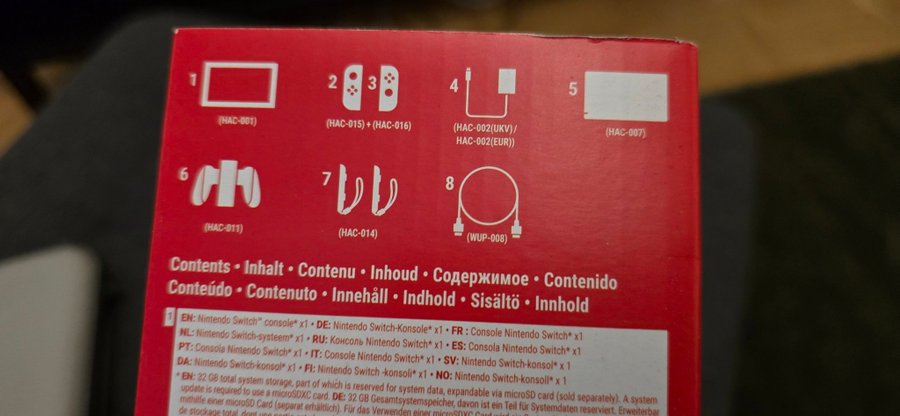 1 2 3 4 5
(HAC-001) (HAC-015) + (HAC-016) (HAC-002(UKV)/ (HAC-007)
HAC-002(EUR))
6 7 8
(HAC-011) (HAC-014) (WUP-008)
Contents • Inhalt • Contenu • Inhoud • Содержимое • Contenido
Conteúdo • Contenuto • Innehåll • Indhold • Sisältö • Innhold
1 EN: Nintendo Switch™ console* x1 • DE: Nintendo Switch-Konsole* x1 • FR : Console Nintendo Switch* x1
NL: Nintendo Switch-systeem* x1 • RU: Консоль Nintendo Switch* x1 • ES: Consola Nintendo Switch* x1
PT: Consola Nintendo Switch* x1 • IT: Console Nintendo Switch* x1 • SV: Nintendo Switch-konsol* x1
DA: Nintendo Switch-konsol* x1 • FI: Nintendo Switch -konsoli* x1 • NO: Nintendo Switch-konsoll* x 1
* EN: 32 GB total system storage, part of which is reserved for system data, expandable via microSD card (sold separately). A system
update is required to use a microSDXC card. DE: 32 GB Gesamtsystemspeicher, davon ist ein Teil für Systemdaten reserviert. Erweiterbar
mithilfe einer microSD Card (separat erhältlich). Für das Verwenden einer microSD
de stockage total, dont une